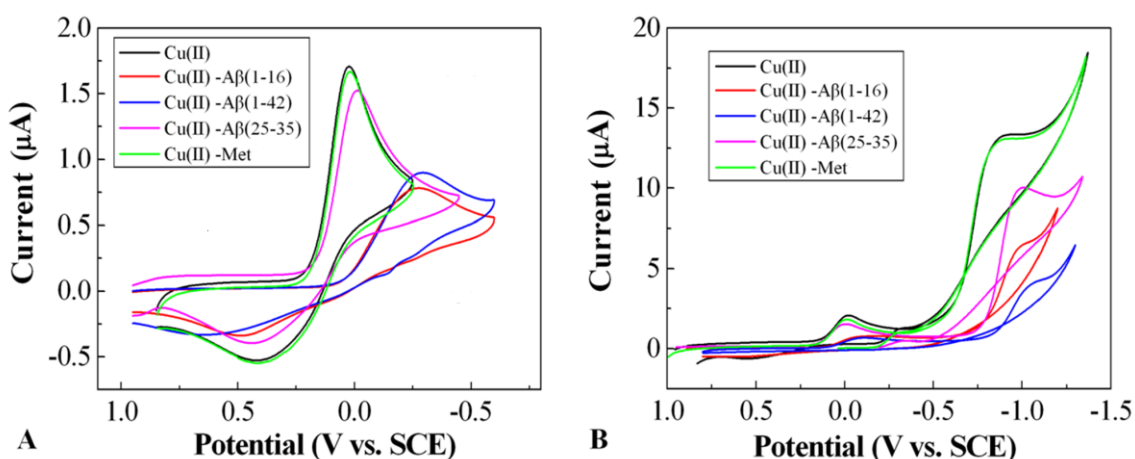 2.0
1.5
1.0
0.5
0.0
-0.5
Current (μA)
Cu(II)
Cu(II) -Aβ(1-16)
Cu(II) -Aβ(1-42)
Cu(II) -Aβ(25-35)
Cu(II) -Met
1.0 0.5 0.0 -0.5
A
Potential (V vs. SCE)
20
15
10
5
0
Current (μA)
Cu(II)
Cu(II) -Aβ(1-16)
Cu(II) -Aβ(1-42)
Cu(II) -Aβ(25-35)
Cu(II) -Met
1.0 0.5 0.0 -0.5 -1.0 -1.5
B
Potential (V vs. SCE)